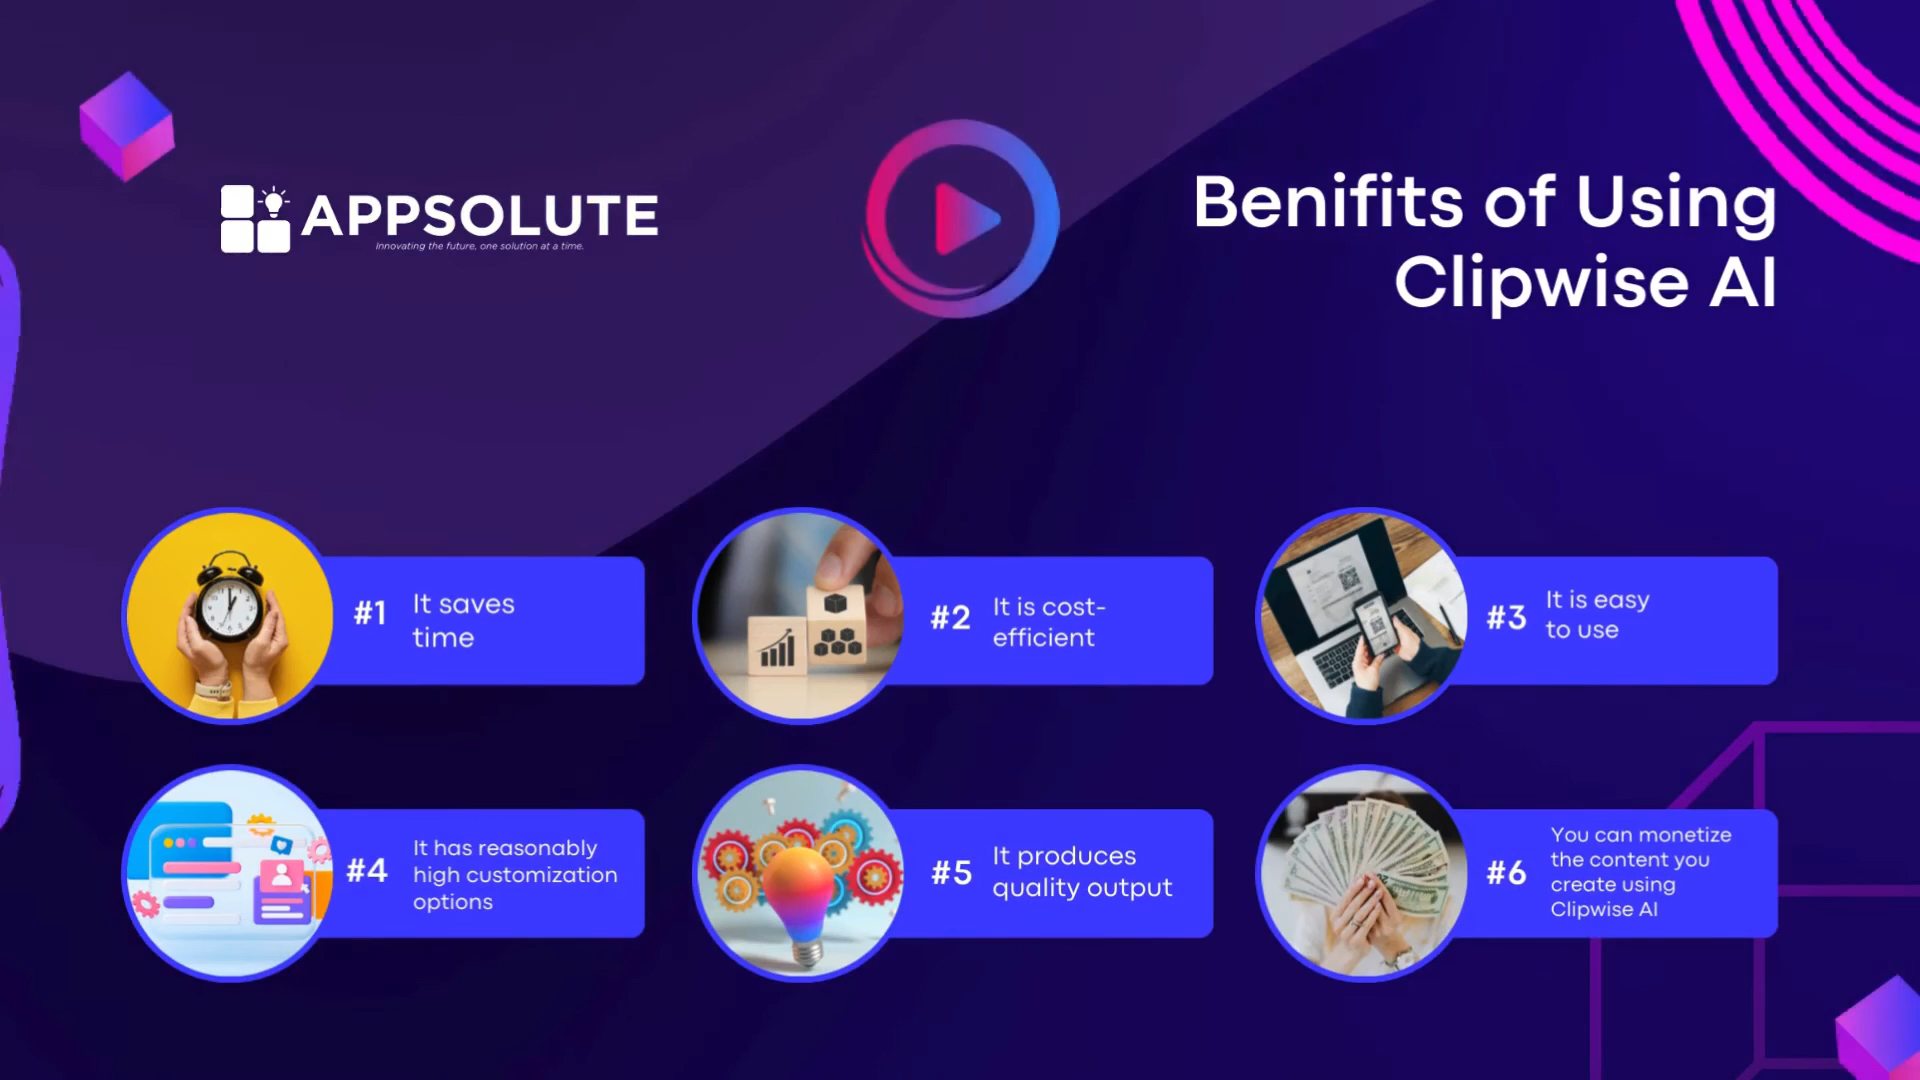 APPSOLUTE
Innovating the future, one solution at a time.
Benifits of Using
Clipwise AI
#1
It saves
time
#2
It is cost-
efficient
#3
It is easy
to use
#4
It has reasonably
high customization
options
#5
It produces
quality output
#6
You can monetize
the content you
create using
Clipwise AI